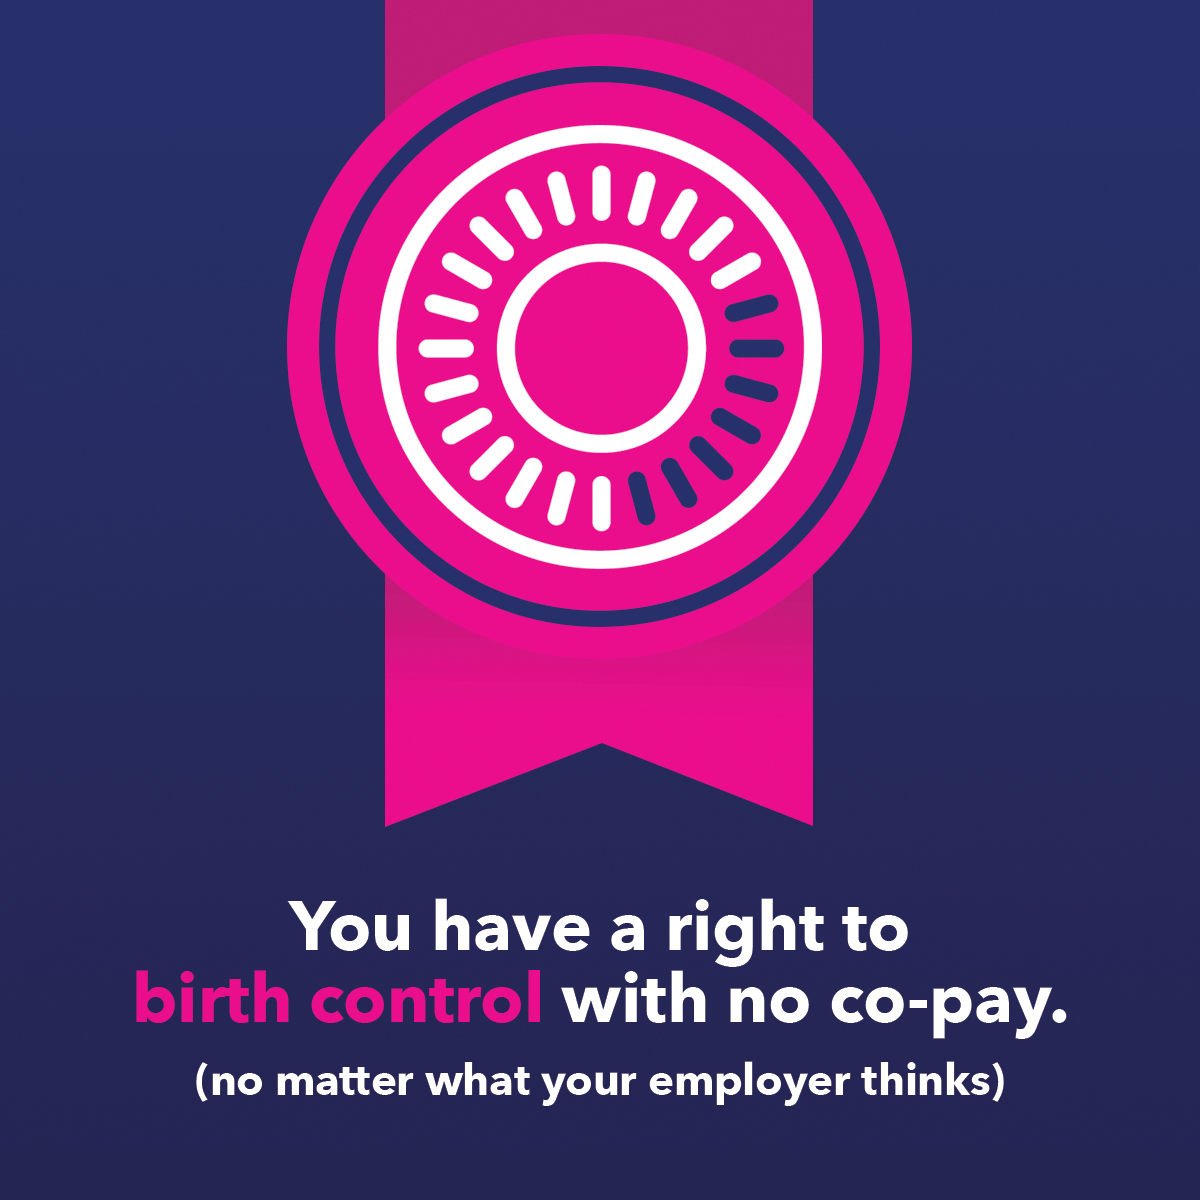 You have a right to
birth control with no co-pay.
(no matter what your employer thinks)